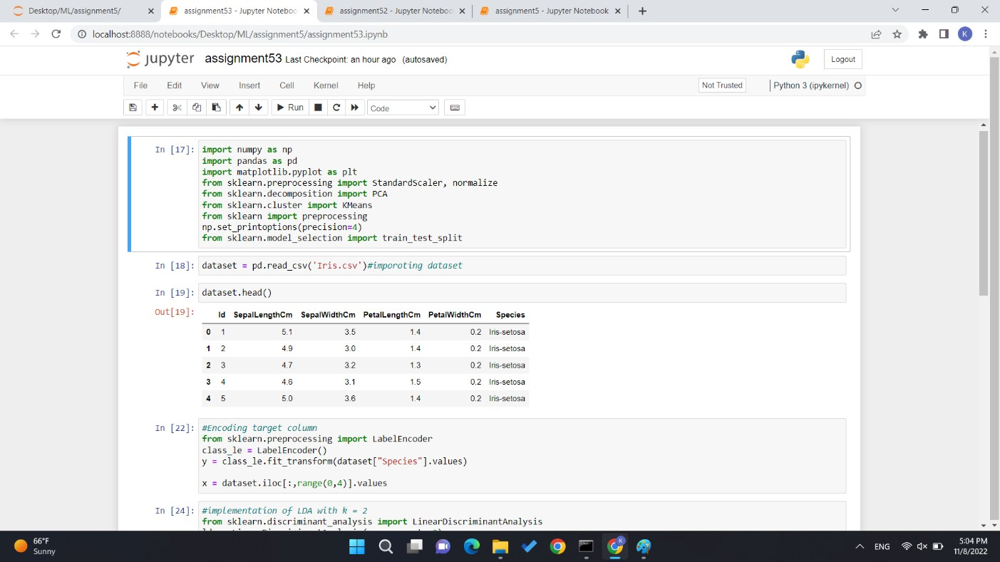 Desktop/ML/assignment5/
assignment53 - Jupyter Noteboo
assignment52 - Jupyter Noteboo
assignment5 - Jupyter Notebook
localhost:8888/notebooks/Desktop/ML/assignment5/assignment53.ipynb
K
jupyter assignment53 Last Checkpoint: an hour ago (autosaved)
Logout
File Edit View Insert Cell Kernel Help
Not Trusted
Python 3 (ipykernel)
Run
Code
In [17]:
import numpy as np
import pandas as pd
import matplotlib.pyplot as plt
from sklearn.preprocessing import StandardScaler, normalize
from sklearn.decomposition import PCA
from sklearn.cluster import KMeans
from sklearn import preprocessing
np.set_printoptions(precision=4)
from sklearn.model_selection import train_test_split
In [18]: dataset = pd.read_csv('Iris.csv')#imporoting dataset
In [19]: dataset.head()
Out[19]:
Id SepalLengthCm SepalWidthCm PetalLengthCm PetalWidthCm Species
0 1 5.1 3.5 1.4 0.2 Iris-setosa
1 2 4.9 3.0 1.4 0.2 Iris-setosa
2 3 4.7 3.2 1.3 0.2 Iris-setosa
3 4 4.6 3.1 1.5 0.2 Iris-setosa
4 5 5.0 3.6 1.4 0.2 Iris-setosa
In [22]: #Encoding target column
from sklearn.preprocessing import LabelEncoder
class_le = LabelEncoder()
y = class_le.fit_transform(dataset["Species"].values)
x = dataset.iloc[:,range(0,4)].values
In [24]: #implementation of LDA with k = 2
from sklearn.discriminant_analysis import LinearDiscriminantAnalysis
66°F
Sunny
K
ENG
5:04 PM
11/8/2022